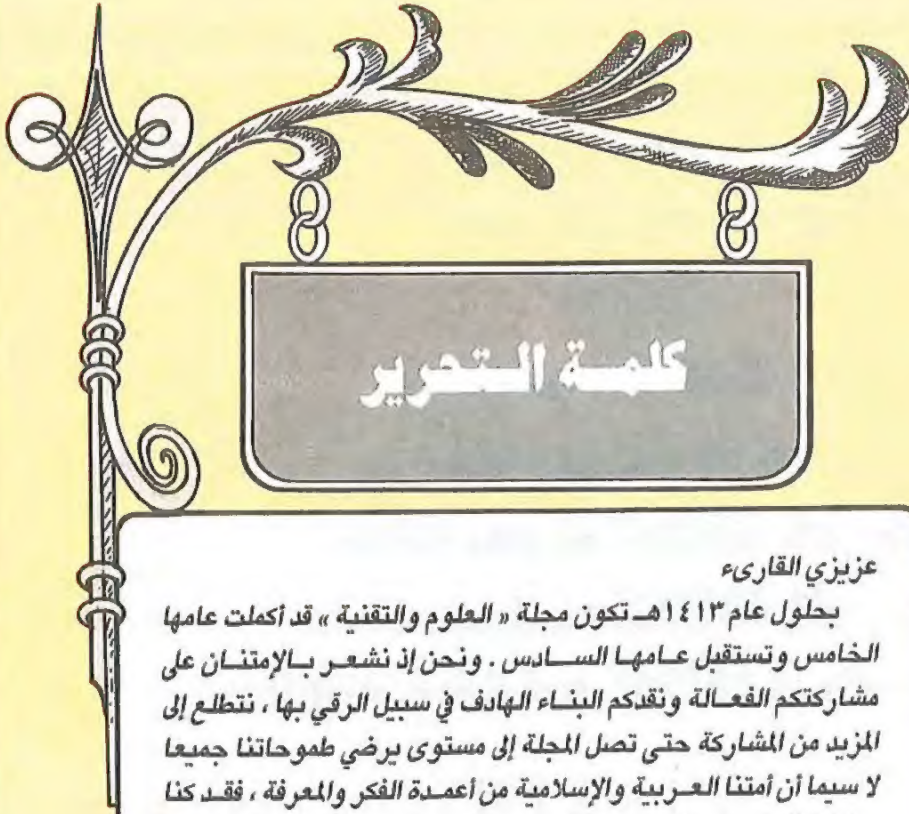 كلمة التحرير
عزيزي القارىء
بحلول عام ١٤١٣هـ تكون مجلة « العلوم والتقنية » قد أكملت عامها
الخامس وتستقبل عامها السادس . ونحن إذ نشعر بالإمتنان على
مشاركتكم الفعالة ونقدكم البناء الهادف في سبيل الرقي بها ، نتطلع إلى
المزيد من المشاركة حتى تصل المجلة إلى مستوى يرضي طموحاتنا جميعا
لا سيما أن أمتنا العربية والإسلامية من أعمدة الفكر والمعرفة ، فقد كنا